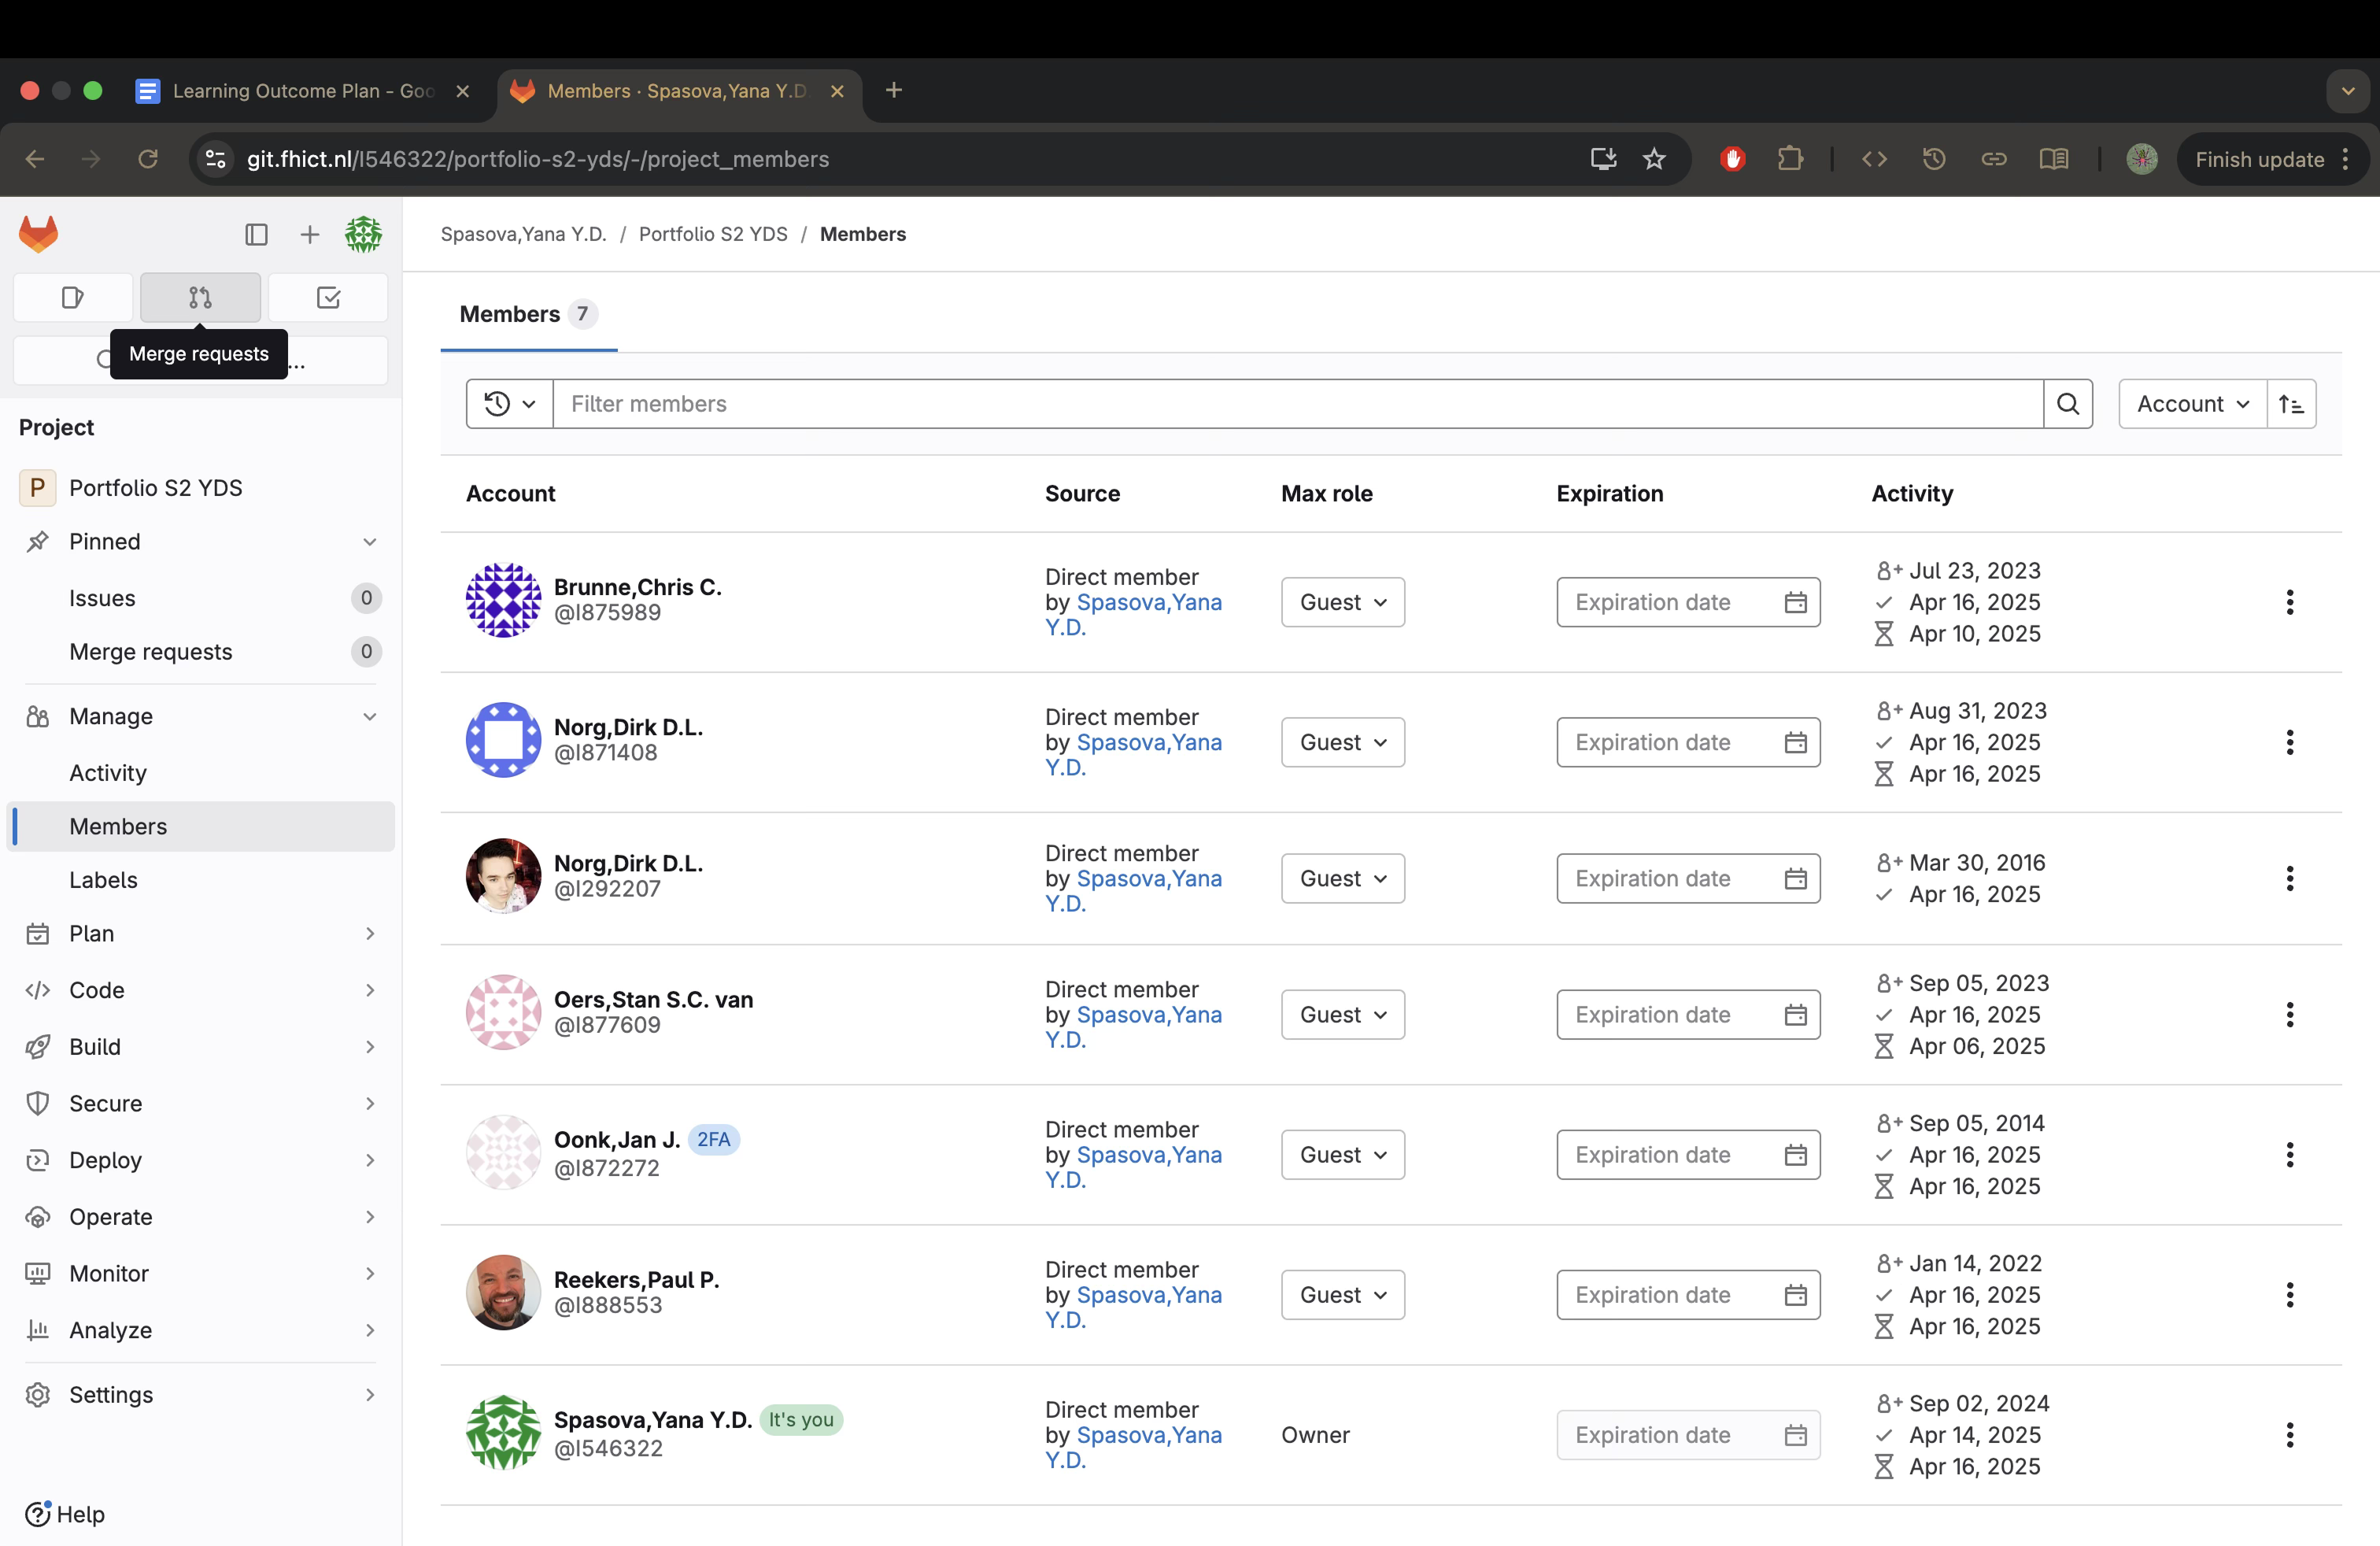 Learning Outcome Plan - Goo
Members · Spasova,Yana Y.D.
git.fhict.nl/I546322/portfolio-s2-yds/-/project_members
Finish update
Merge requests
...
Project
P Portfolio S2 YDS
Pinned
Issues 0
Merge requests 0
Manage
Activity
Members
Labels
Plan
Code
Build
Secure
Deploy
Operate
Monitor
Analyze
Settings
Help
Spasova,Yana Y.D. / Portfolio S2 YDS / Members
Members 7
Filter members
Account
Account Source Max role Expiration Activity
Brunne,Chris C.
@I875989
Direct member
by Spasova,Yana
Y.D.
Guest
Expiration date
Jul 23, 2023
Apr 16, 2025
Apr 10, 2025
Norg,Dirk D.L.
@I871408
Direct member
by Spasova,Yana
Y.D.
Guest
Expiration date
Aug 31, 2023
Apr 16, 2025
Apr 16, 2025
Norg,Dirk D.L.
@I292207
Direct member
by Spasova,Yana
Y.D.
Guest
Expiration date
Mar 30, 2016
Apr 16, 2025
Oers,Stan S.C. van
@I877609
Direct member
by Spasova,Yana
Y.D.
Guest
Expiration date
Sep 05, 2023
Apr 16, 2025
Apr 06, 2025
Oonk,Jan J. 2FA
@I872272
Direct member
by Spasova,Yana
Y.D.
Guest
Expiration date
Sep 05, 2014
Apr 16, 2025
Apr 16, 2025
Reekers,Paul P.
@I888553
Direct member
by Spasova,Yana
Y.D.
Guest
Expiration date
Jan 14, 2022
Apr 16, 2025
Apr 16, 2025
Spasova,Yana Y.D. It's you
@I546322
Direct member
by Spasova,Yana
Y.D.
Owner
Expiration date
Sep 02, 2024
Apr 14, 2025
Apr 16, 2025